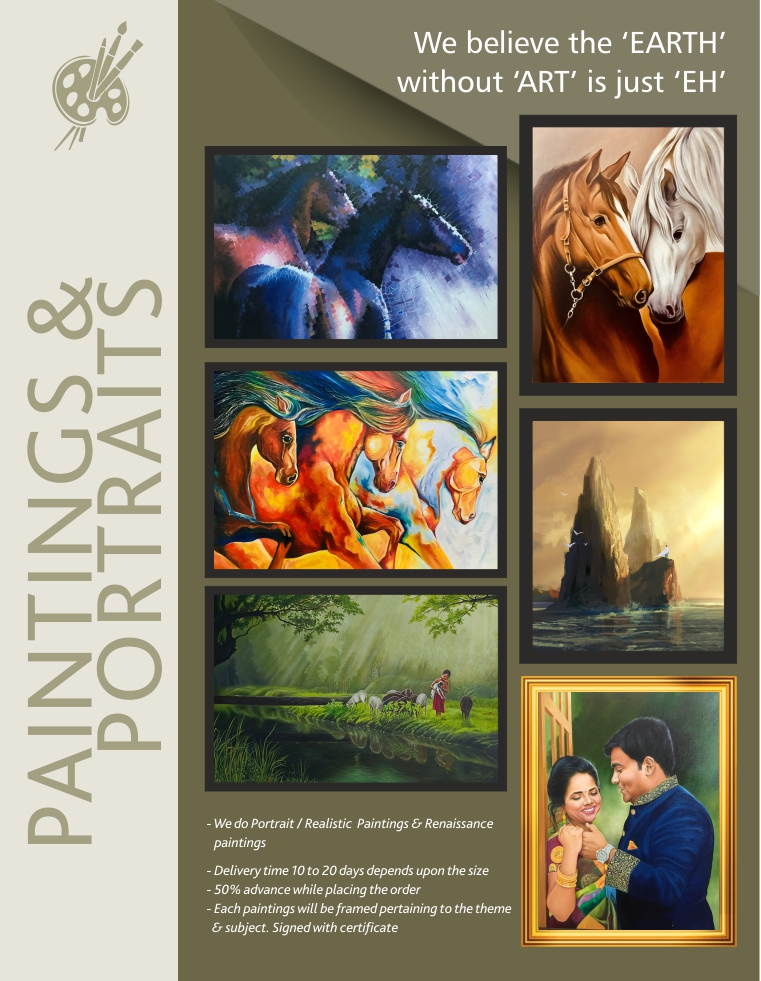 We believe the ‘EARTH’
without ‘ART’ is just ‘EH’
PAINTINGS &
PORTRAITS
- We do Portrait / Realistic Paintings & Renaissance
paintings
- Delivery time 10 to 20 days depends upon the size
- 50% advance while placing the order
- Each paintings will be framed pertaining to the theme
& subject. Signed with certificate